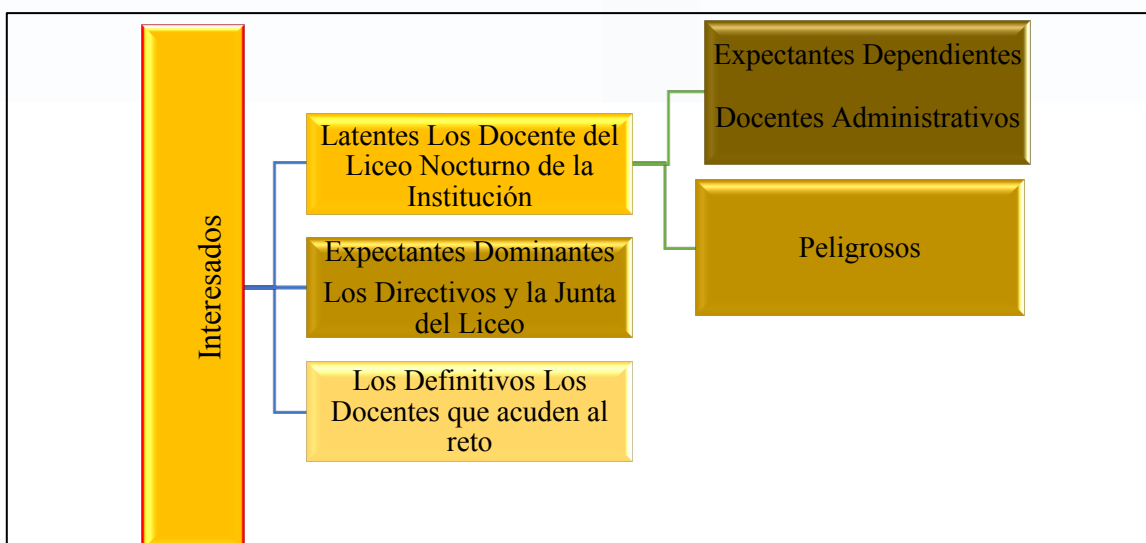 Interesados
Latentes Los Docente del
Liceo Nocturno de la
Institución
Expectantes Dominantes
Los Directivos y la Junta
del Liceo
Los Definitivos Los
Docentes que acuden al
reto
Expectantes Dependientes
Docentes Administrativos
Peligrosos